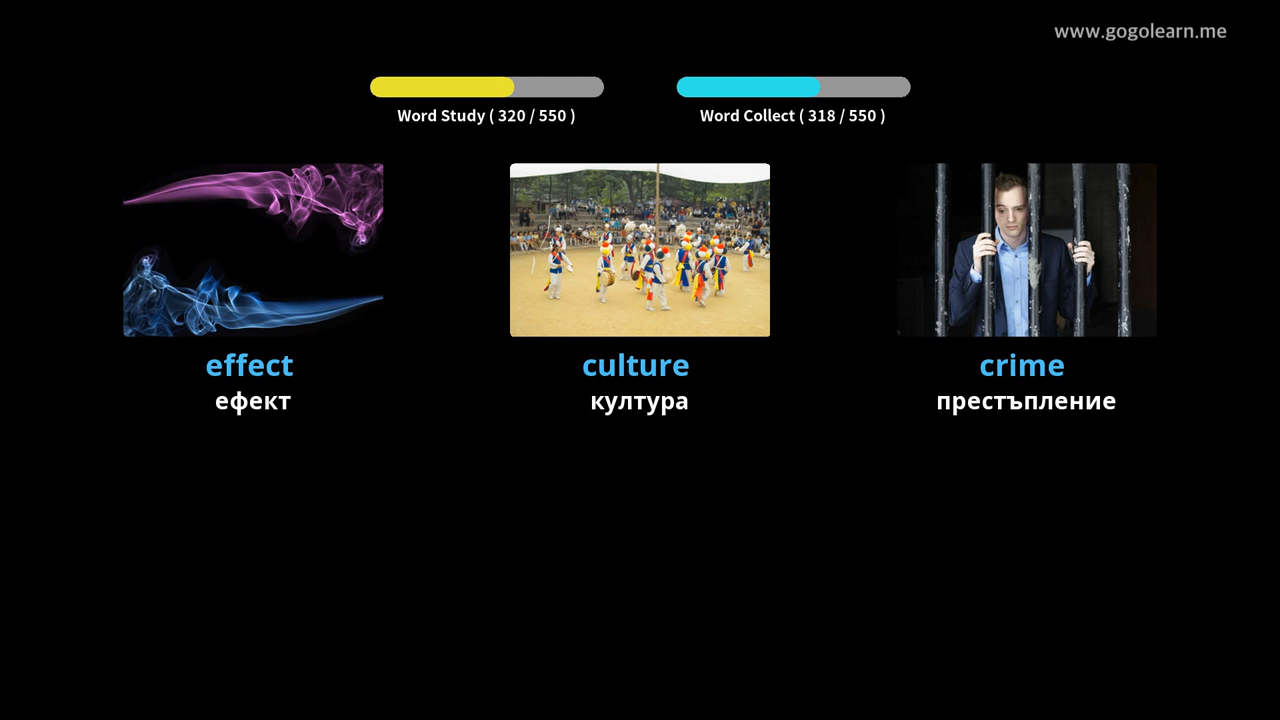 www.gogolearn.me
Word Study ( 320 / 550 )
Word Collect ( 318 / 550 )
effect
culture
crime
ефект
култура
престъпление